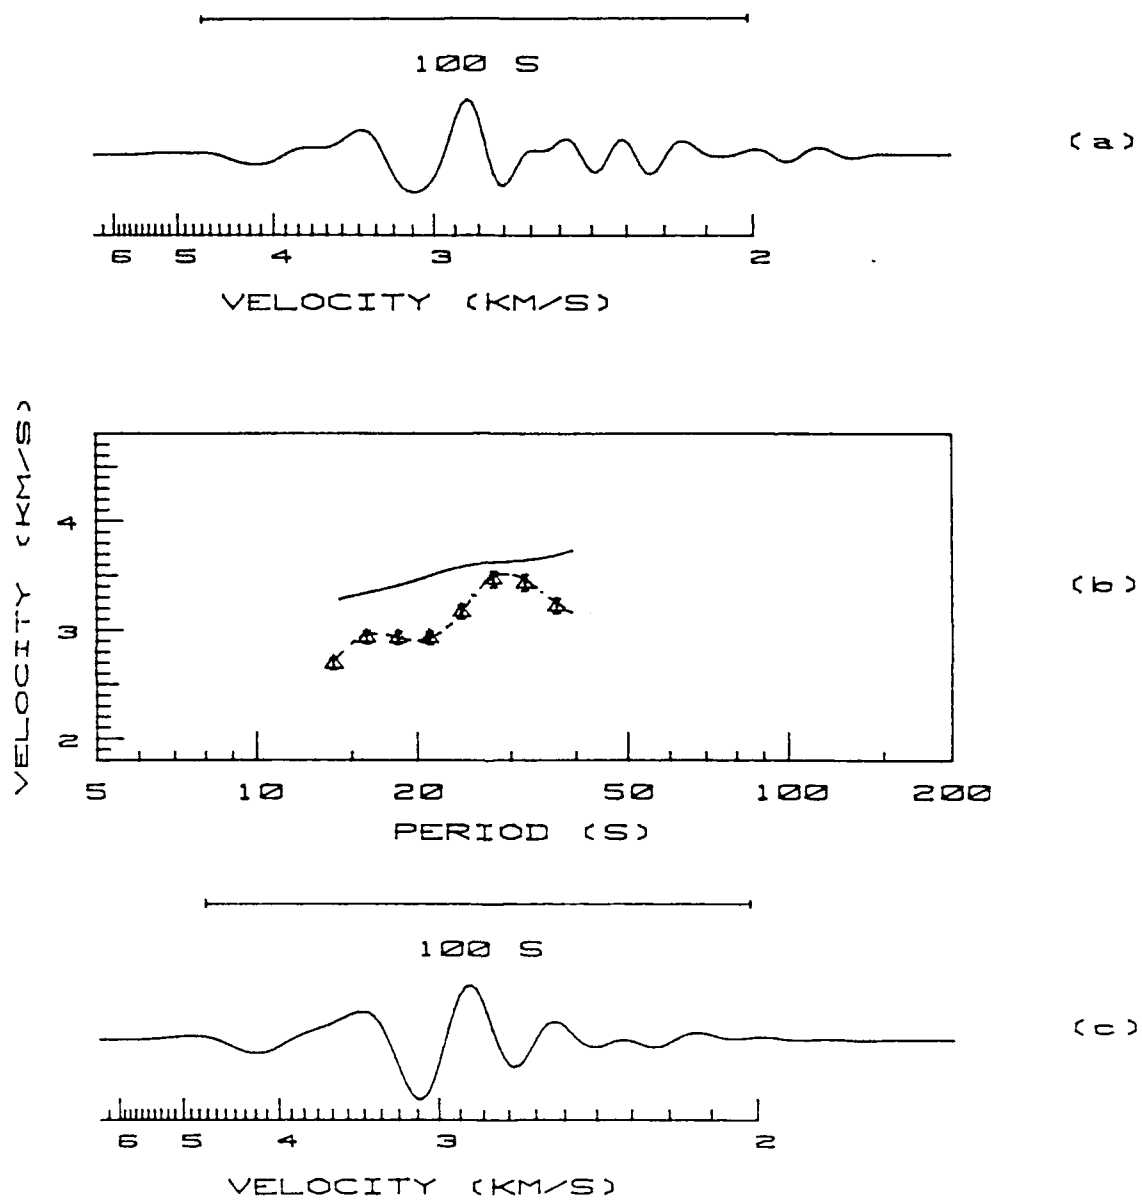 100 S
(a)
6 5 4 3 2
VELOCITY (KM/S)
VELOCITY (KM/S)
4
3
2
(b)
5 10 20 50 100 200
PERIOD (S)
100 S
(c)
6 5 4 3 2
VELOCITY (KM/S)